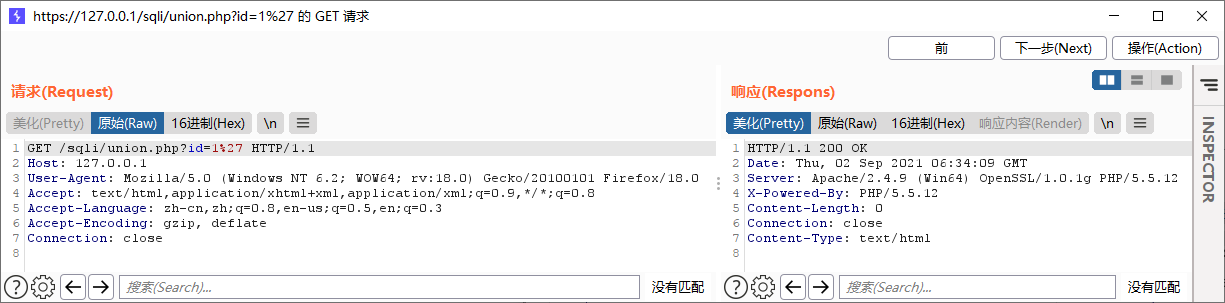 https://127.0.0.1/sqli/union.php?id=1%27 的 GET 请求
前 下一步(Next) 操作(Action)
请求(Request)
美化(Pretty) 原始(Raw) 16进制(Hex) \n
1 GET /sqli/union.php?id=1%27 HTTP/1.1
2 Host: 127.0.0.1
3 User-Agent: Mozilla/5.0 (Windows NT 6.2; WOW64; rv:18.0) Gecko/20100101 Firefox/18.0
4 Accept: text/html,application/xhtml+xml,application/xml;q=0.9,*/*;q=0.8
5 Accept-Language: zh-cn,zh;q=0.8,en-us;q=0.5,en;q=0.3
6 Accept-Encoding: gzip, deflate
7 Connection: close
8
搜索(Search)... 没有匹配
响应(Respons)
美化(Pretty) 原始(Raw) 16进制(Hex) 响应内容(Render) \n
1 HTTP/1.1 200 OK
2 Date: Thu, 02 Sep 2021 06:34:09 GMT
3 Server: Apache/2.4.9 (Win64) OpenSSL/1.0.1g PHP/5.5.12
4 X-Powered-By: PHP/5.5.12
5 Content-Length: 0
6 Connection: close
7 Content-Type: text/html
8
搜索(Search)... 没有匹配
INSPECTOR